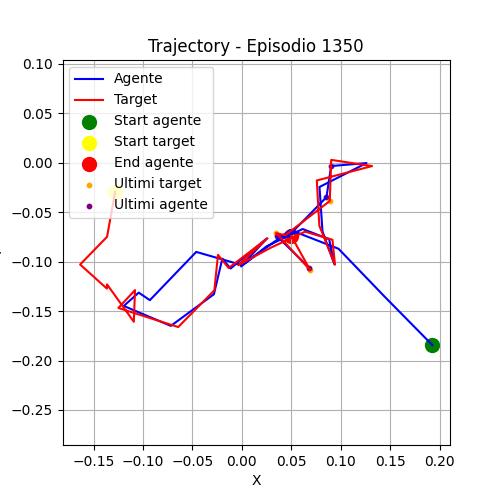 Trajectory - Episodio 1350
Agente
Target
Start agente
Start target
End agente
Ultimi target
Ultimi agente
0.10
0.05
0.00
−0.05
−0.10
−0.15
−0.20
−0.25
−0.15
−0.10
−0.05
0.00
0.05
0.10
0.15
0.20
X